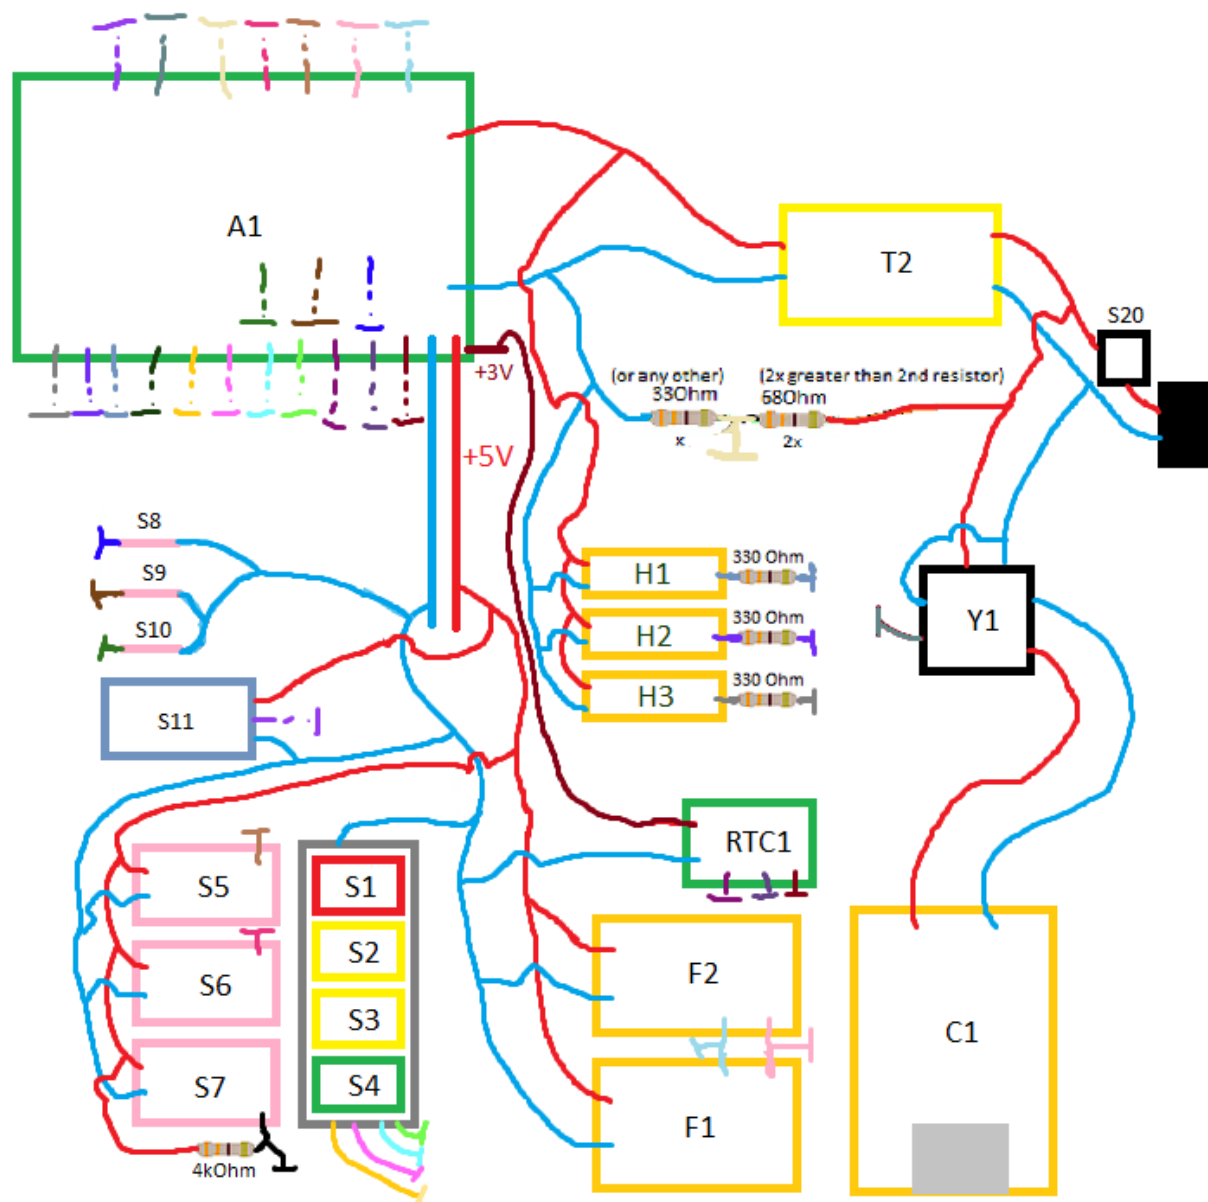 A1
T2
S20
+3V
(or any other)
33Ohm
x
(2x greater than 2nd resistor)
68Ohm
2x
+5V
S8
S9
S10
S11
H1
330 Ohm
H2
330 Ohm
H3
330 Ohm
Y1
RTC1
S5
S6
S7
4kOhm
S1
S2
S3
S4
F2
F1
C1